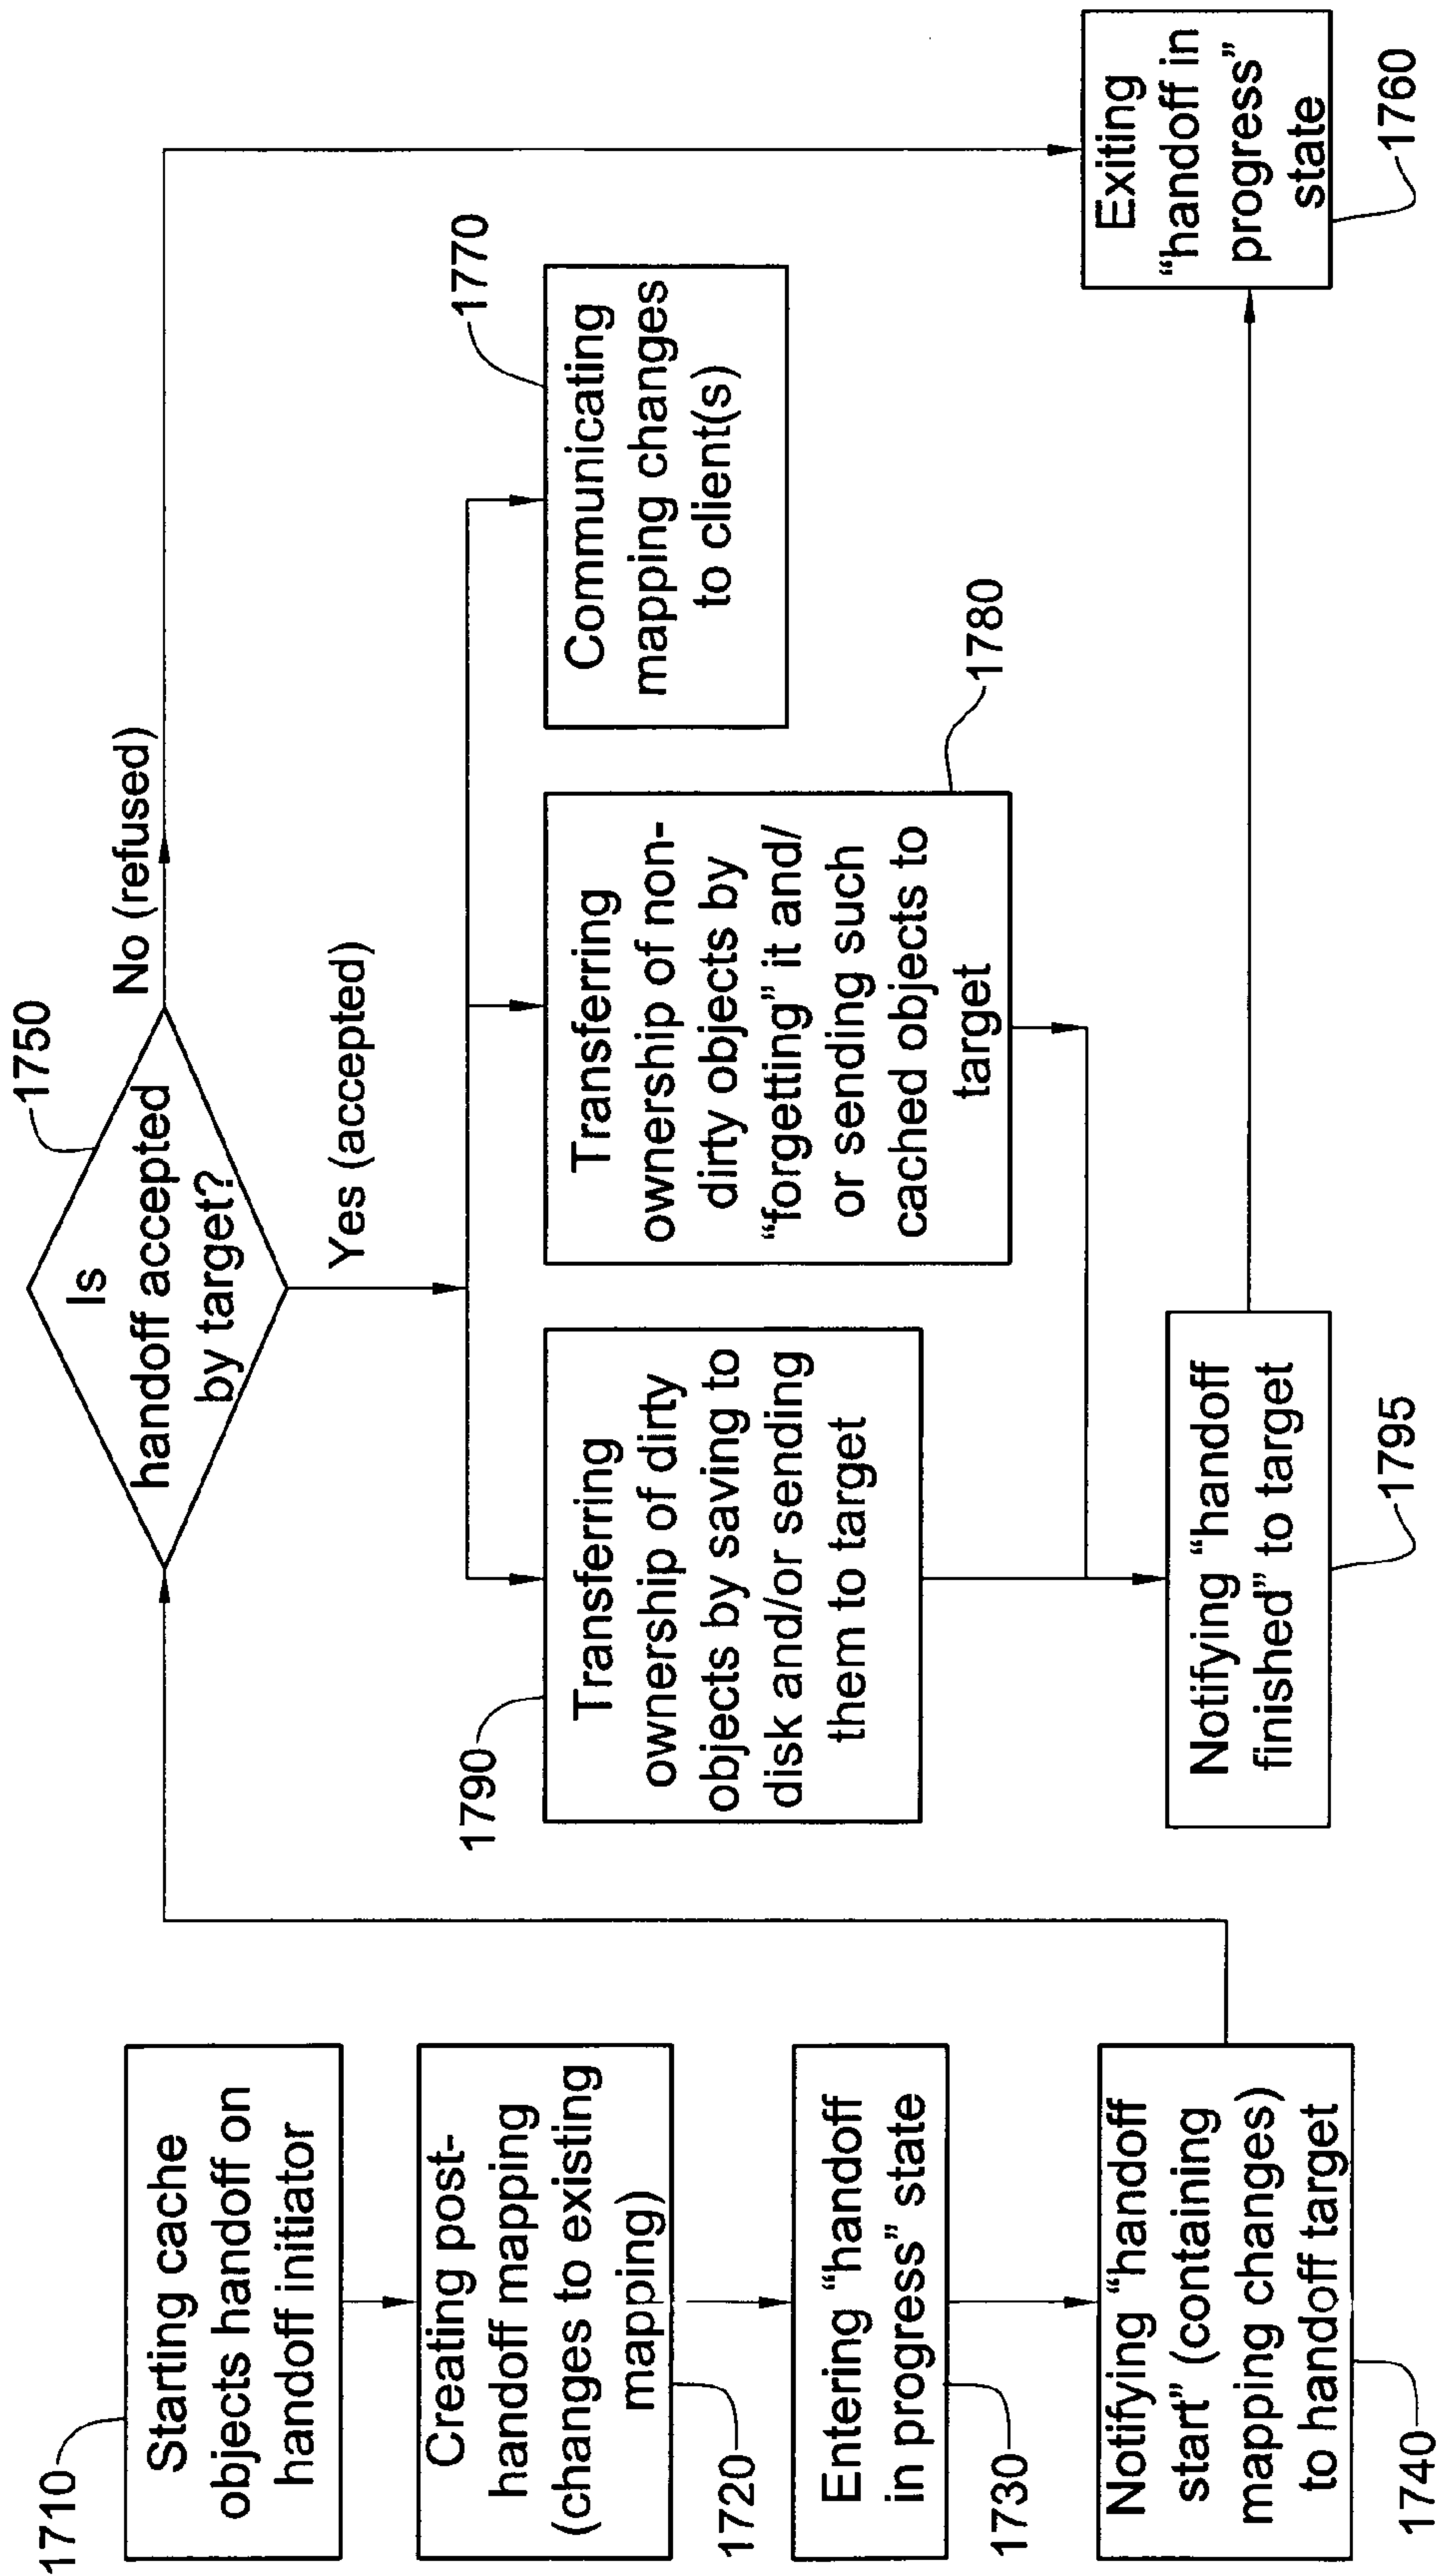 1710
Starting cache
objects handoff on
handoff initiator
Creating post-
handoff mapping
(changes to existing
mapping)
1720
Entering “handoff
in progress” state
1730
Notifying “handoff
start” (containing
mapping changes)
to handoff target
1740
1750
Is
handoff accepted
by target?
No (refused)
Yes (accepted)
1790
Transferring
ownership of dirty
objects by saving to
disk and/or sending
them to target
Transferring
ownership of non-
dirty objects by
“forgetting” it and/
or sending such
cached objects to
target
1780
1770
Communicating
mapping changes
to client(s)
Notifying “handoff
finished” to target
1795
Exiting
“handoff in
progress”
state
1760